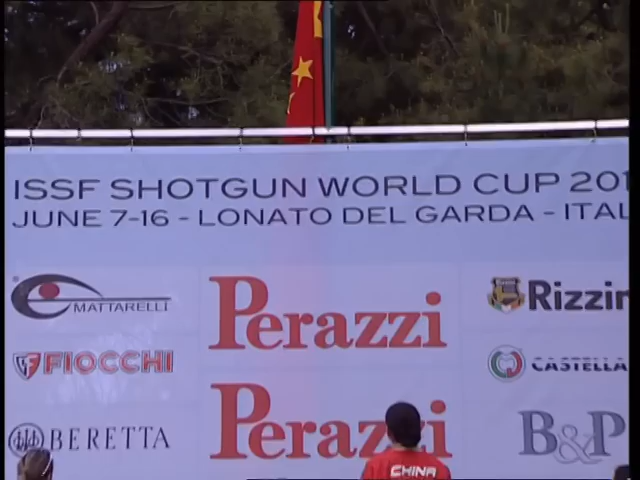 ISSF SHOTGUN WORLD CUP 201
JUNE 7-16 - LONATO DEL GARDA - ITAL
MATTARELLI
Perazzi
Rizzini
FIOCCHI
CASTELLA
Perazzi
BERETTA
B&P
CHINA